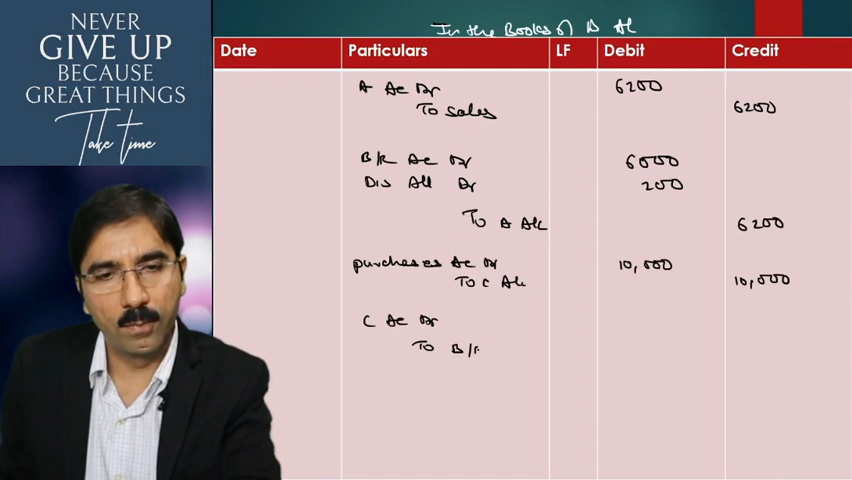 NEVER
GIVE UP
BECAUSE
GREAT THINGS
Take time
In the Books of B
Date Particulars LF Debit Credit
A Ac Dr 6200
To sales 6200
B/R Ac Dr 6000
Dis All Dr 200
To A A/c 6200
purchases Ac Dr 10,000
To C A/c 10,000
C Ac Dr
To B/